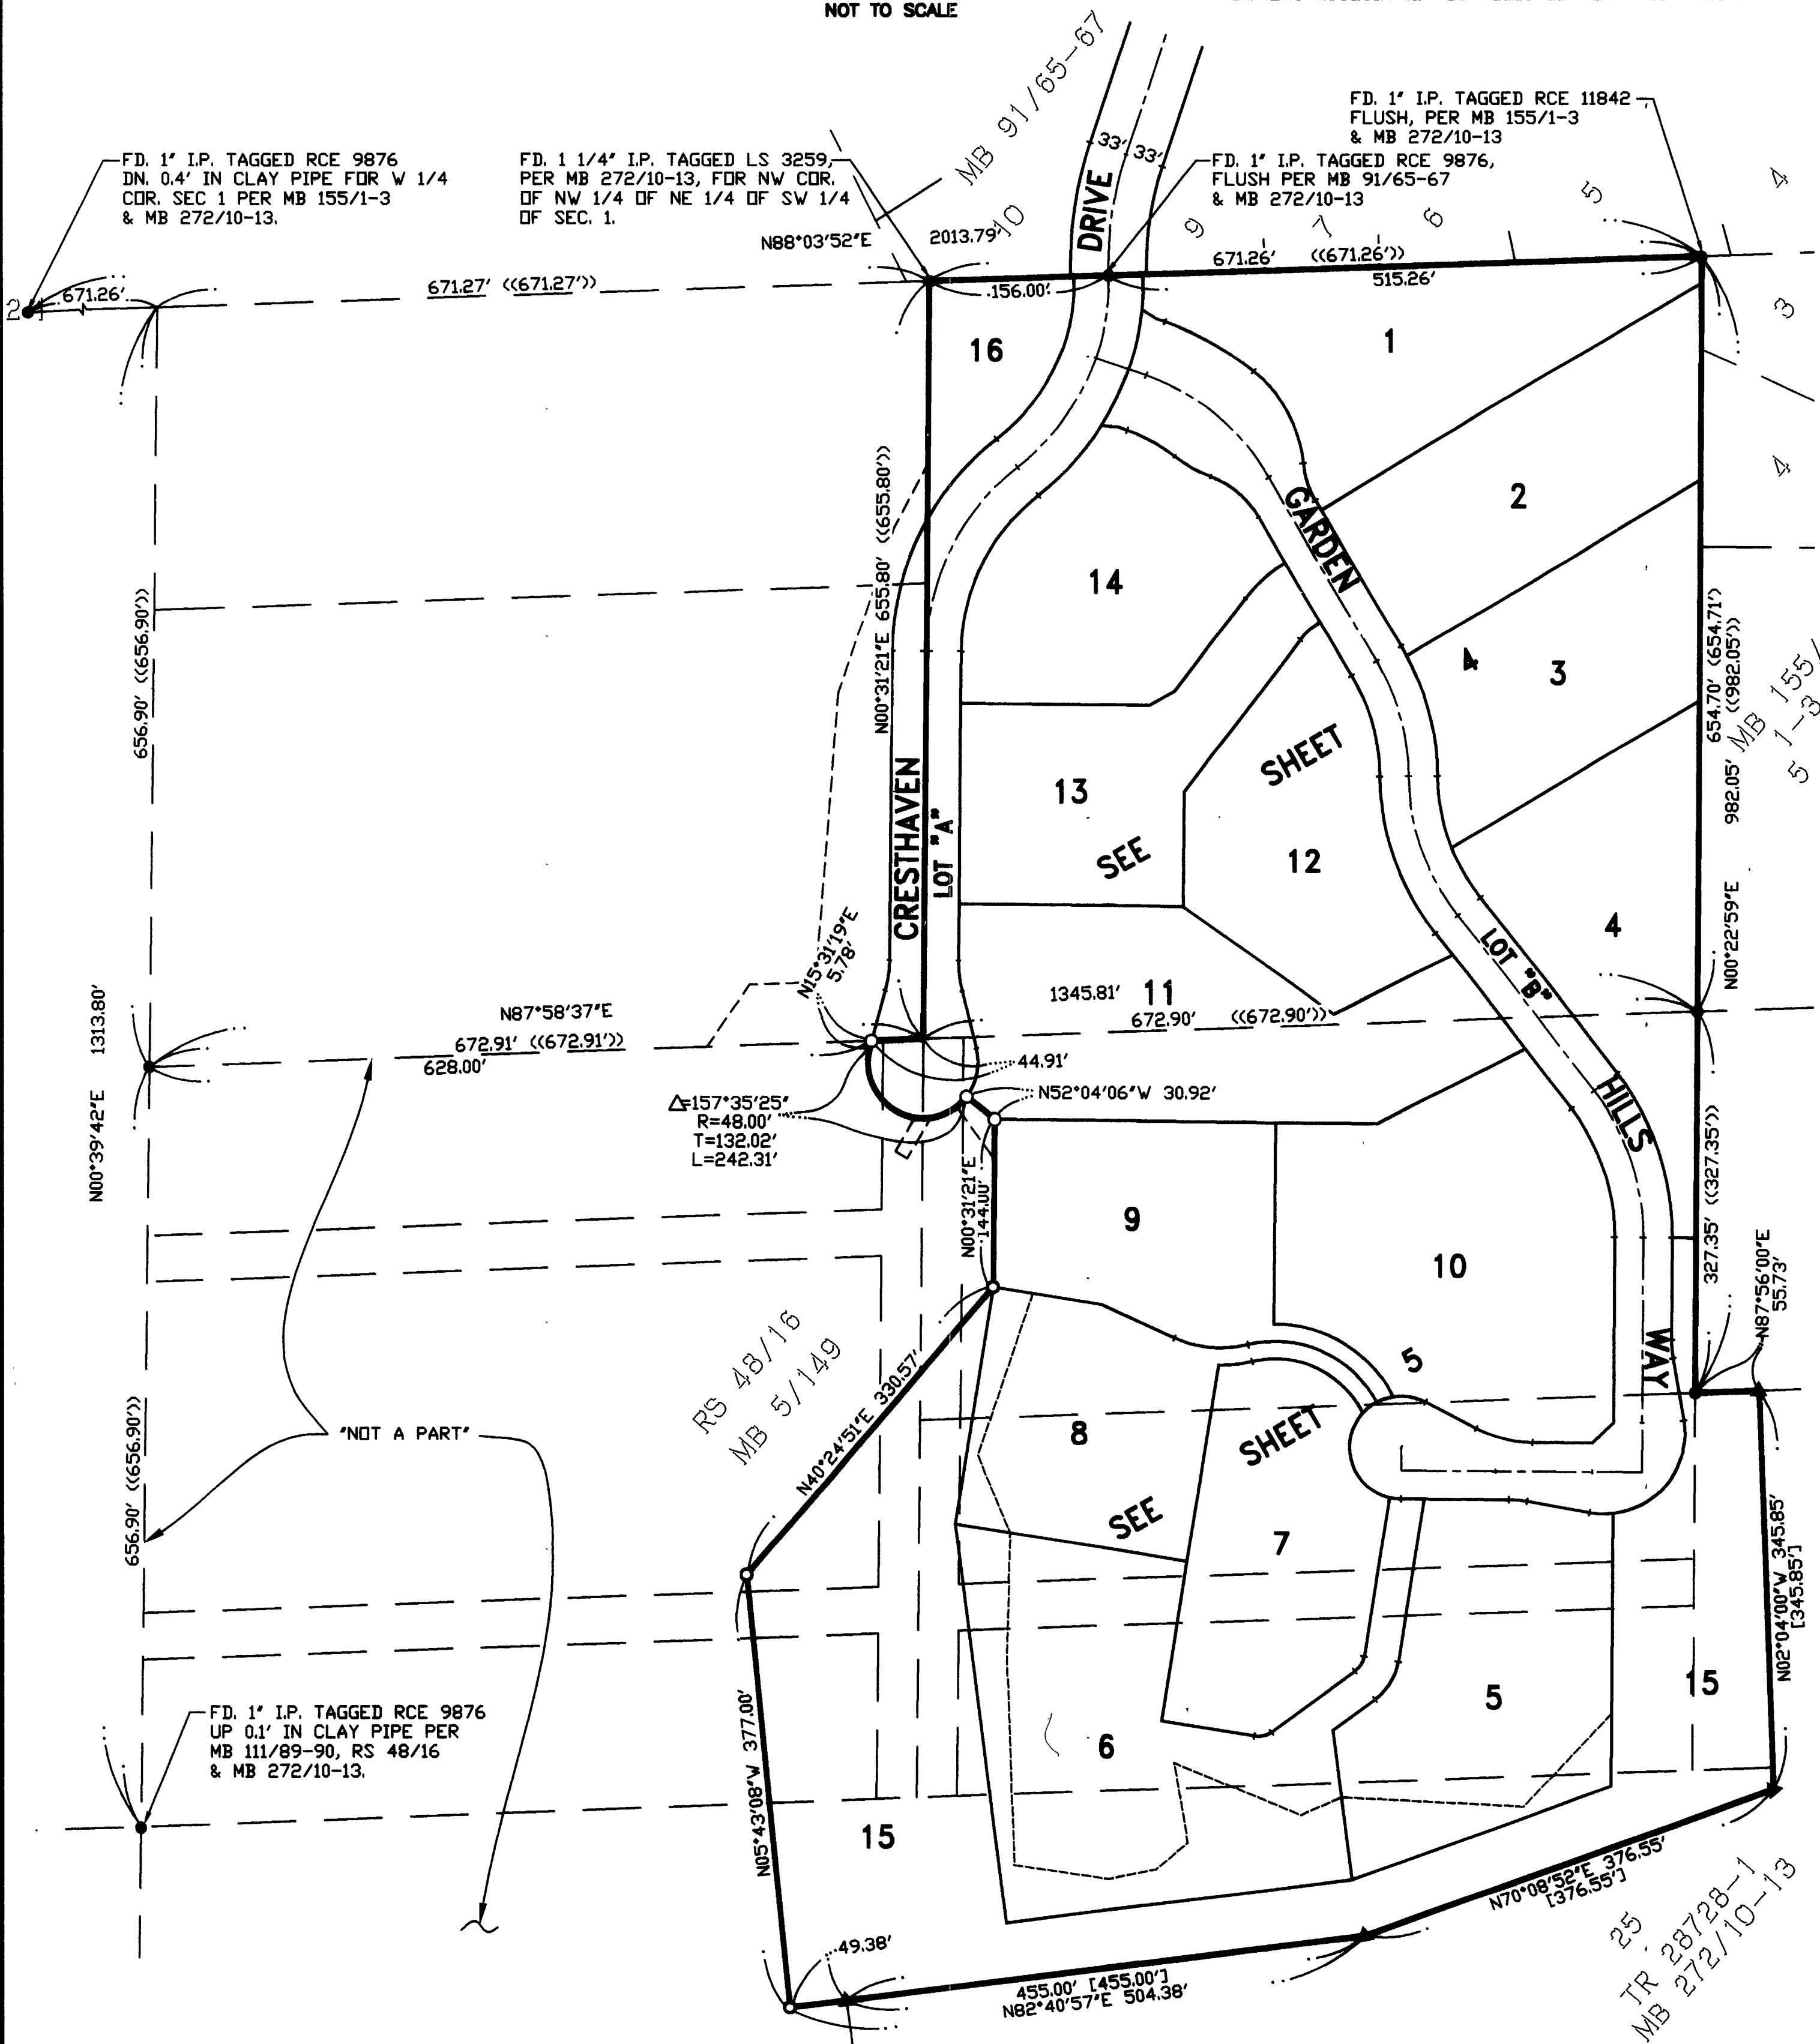 NOT TO SCALE
MB 91/65-67
FD. 1" I.P. TAGGED RCE 11842
FLUSH, PER MB 155/1-3
& MB 272/10-13
FD. 1" I.P. TAGGED RCE 9876
DN. 0.4' IN CLAY PIPE FOR W 1/4
COR. SEC 1 PER MB 155/1-3
& MB 272/10-13.
FD. 1 1/4" I.P. TAGGED LS 3259,
PER MB 272/10-13, FOR NW COR.
OF NW 1/4 OF NE 1/4 OF SW 1/4
OF SEC. 1.
33' 33'
FD. 1" I.P. TAGGED RCE 9876,
FLUSH PER MB 91/65-67
& MB 272/10-13
DRIVE
10
9
7
6
5
4
N88°03'52"E
2013.79'
671.26' ((671.26'))
671.26'
671.27' ((671.27'))
156.00'
515.26'
3
16
1
4
2
GARDEN
N00°31'21"E 655.80' ((655.80'))
14
656.90' ((656.90'))
654.70' (654.71')
((982.05'))
982.05'
MB 155/
1-3
5
4
3
SHEET
13
SEE
12
CRESTHAVEN
LOT "A"
N00°22'59"E
4
LOT "B"
N15°31'19"E
5.78'
1345.81'
11
672.90' ((672.90'))
N00°39'42"E 1313.80'
N87°58'37"E
672.91' ((672.91'))
628.00'
44.91'
N52°04'06"W 30.92'
Δ=157°35'25"
R=48.00'
T=132.02'
L=242.31'
HILLS
N00°31'21"E
144.00'
9
10
327.35' ((327.35'))
N87°56'00"E
55.73'
WAY
RS 48/16
MB 5/149
N40°24'51"E 330.57'
5
"NOT A PART"
8
SHEET
SEE
7
656.90' ((656.90'))
N02°04'00"W 345.85'
[345.85']
15
5
6
FD. 1" I.P. TAGGED RCE 9876
UP 0.1' IN CLAY PIPE PER
MB 111/89-90, RS 48/16
& MB 272/10-13.
N05°43'08"W 377.00'
15
N70°08'52"E 376.55'
[376.55']
25
TR 28728-1
MB 272/10-13
49.38'
455.00' [455.00']
N82°40'57"E 504.38'